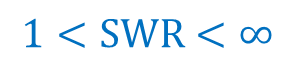 1 < SWR < ∞